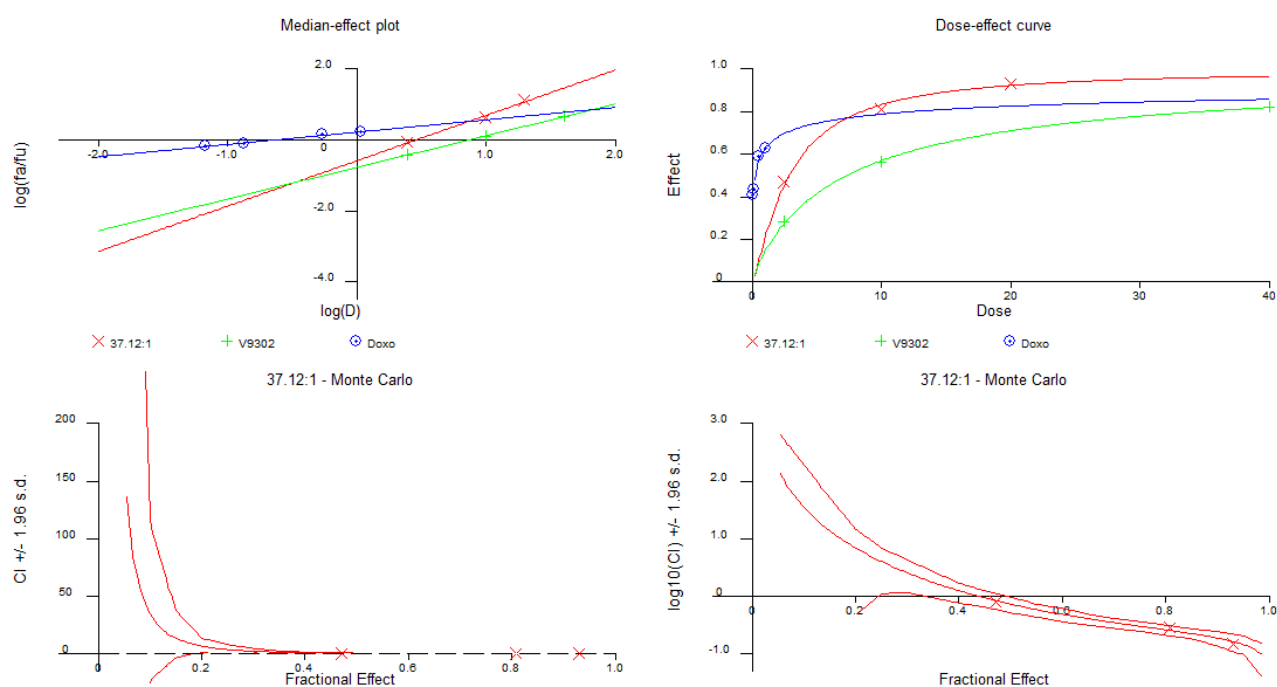 Median-effect plot
2.0
-2.0
-1.0
0
1.0
2.0
-2.0
-4.0
log(fa/fu)
log(D)
37.12:1
V9302
Doxo
Dose-effect curve
1.0
0.8
0.6
0.4
0.2
0
0
10
20
30
40
Effect
Dose
37.12:1
V9302
Doxo
37.12:1 - Monte Carlo
200
150
100
50
0
0
0.2
0.4
0.6
0.8
1.0
CI +/- 1.96 s.d.
Fractional Effect
37.12:1 - Monte Carlo
3.0
2.0
1.0
0
0.2
0.4
0.6
0.8
1.0
-1.0
log10(CI) +/- 1.96 s.d.
Fractional Effect